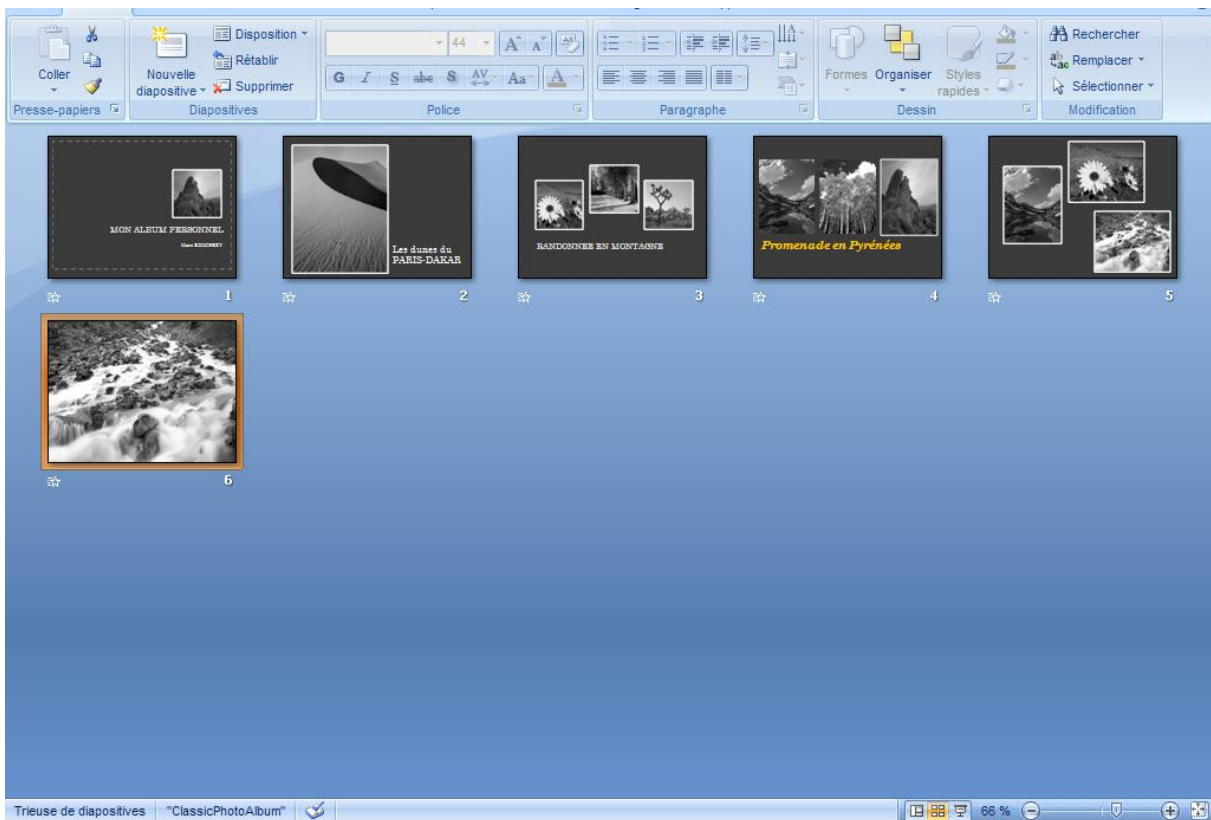 Coller
Nouvelle
diapositive
Disposition
Rétablir
Supprimer
44
G I S abc S AV Aa A
Formes
Organiser
Styles
rapides
Rechercher
Remplacer
Sélectionner
Presse-papiers
Diapositives
Police
Paragraphe
Dessin
Modification
MON ALBUM PERSONNEL
1
Les dunes du
PARIS-DAKAR
2
RANDONNEE EN MONTAGNE
3
Promenade en Pyrénées
4
5
6
Trieuse de diapositives
"ClassicPhotoAlbum"
66 %